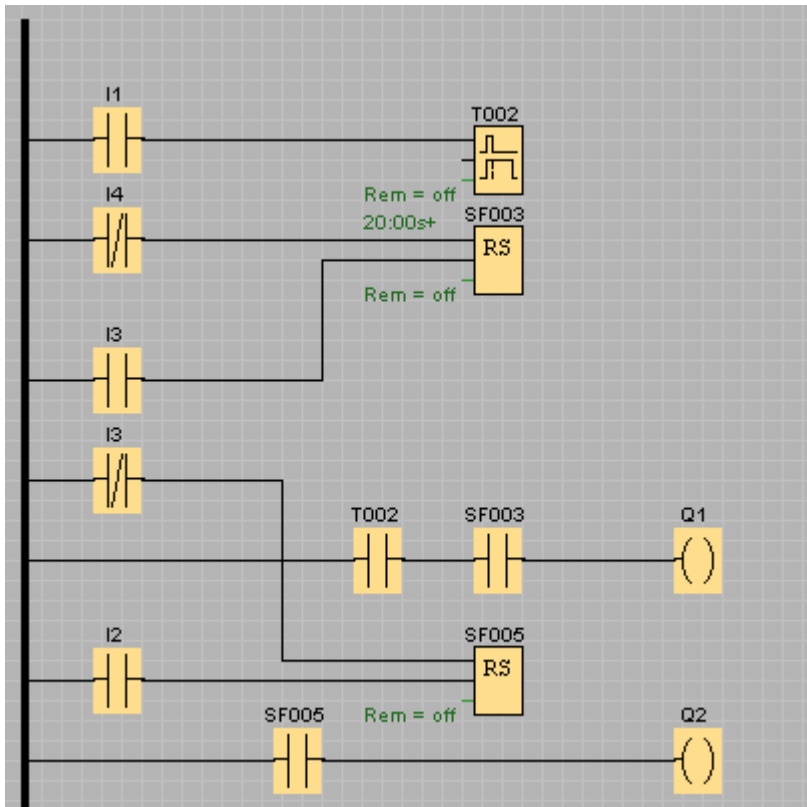 I1
T002
Rem = off
20:00s+
I4
SF003
RS
Rem = off
I3
I3
T002
SF003
Q1
I2
SF005
RS
Rem = off
SF005
Q2